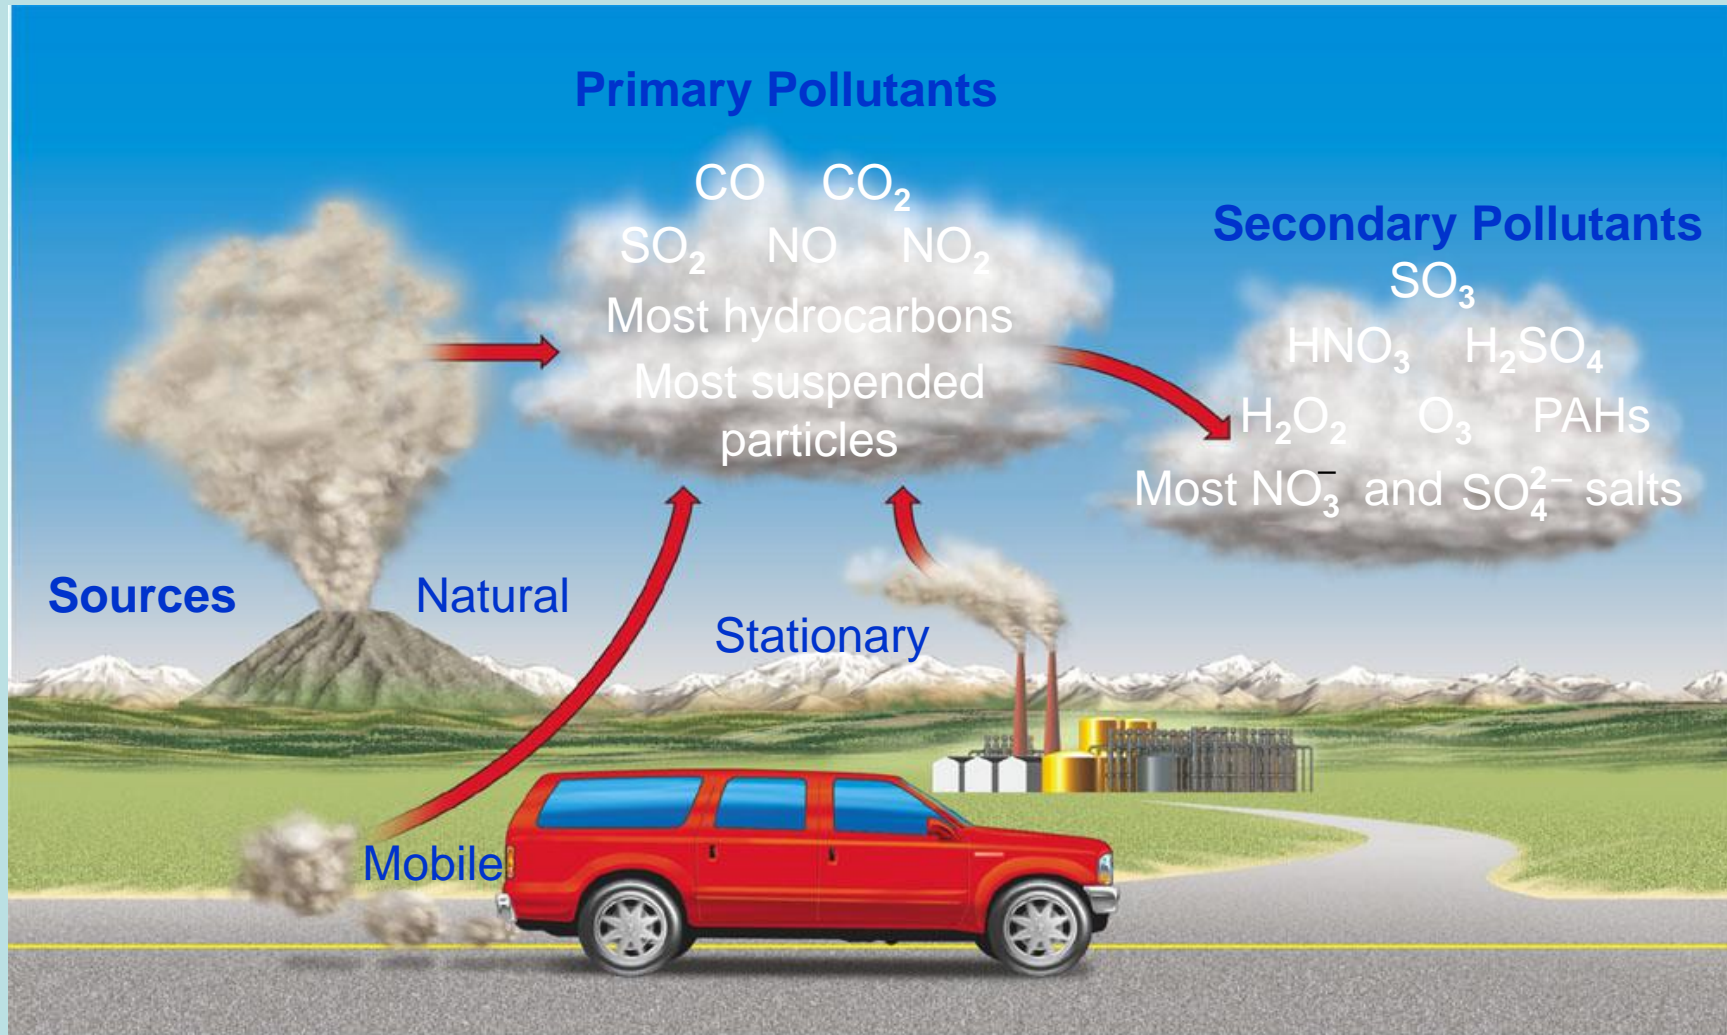 Primary Pollutants
CO CO₂
SO₂ NO NO₂
Most hydrocarbons
Most suspended
particles
Secondary Pollutants
SO₃
HNO₃ H₂SO₄
H₂O₂ O₃ PAHs
Most NO₃⁻ and SO₄²⁻ salts
Sources
Natural
Stationary
Mobile